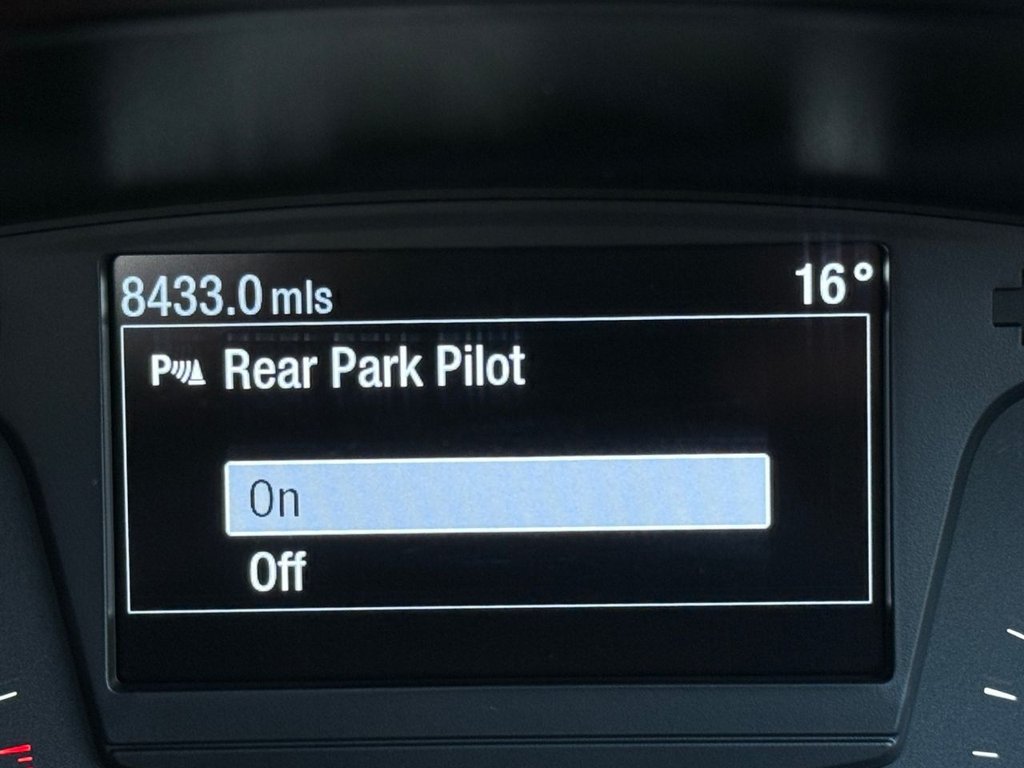 8433.0 mls 16°
P Rear Park Pilot
On
Off